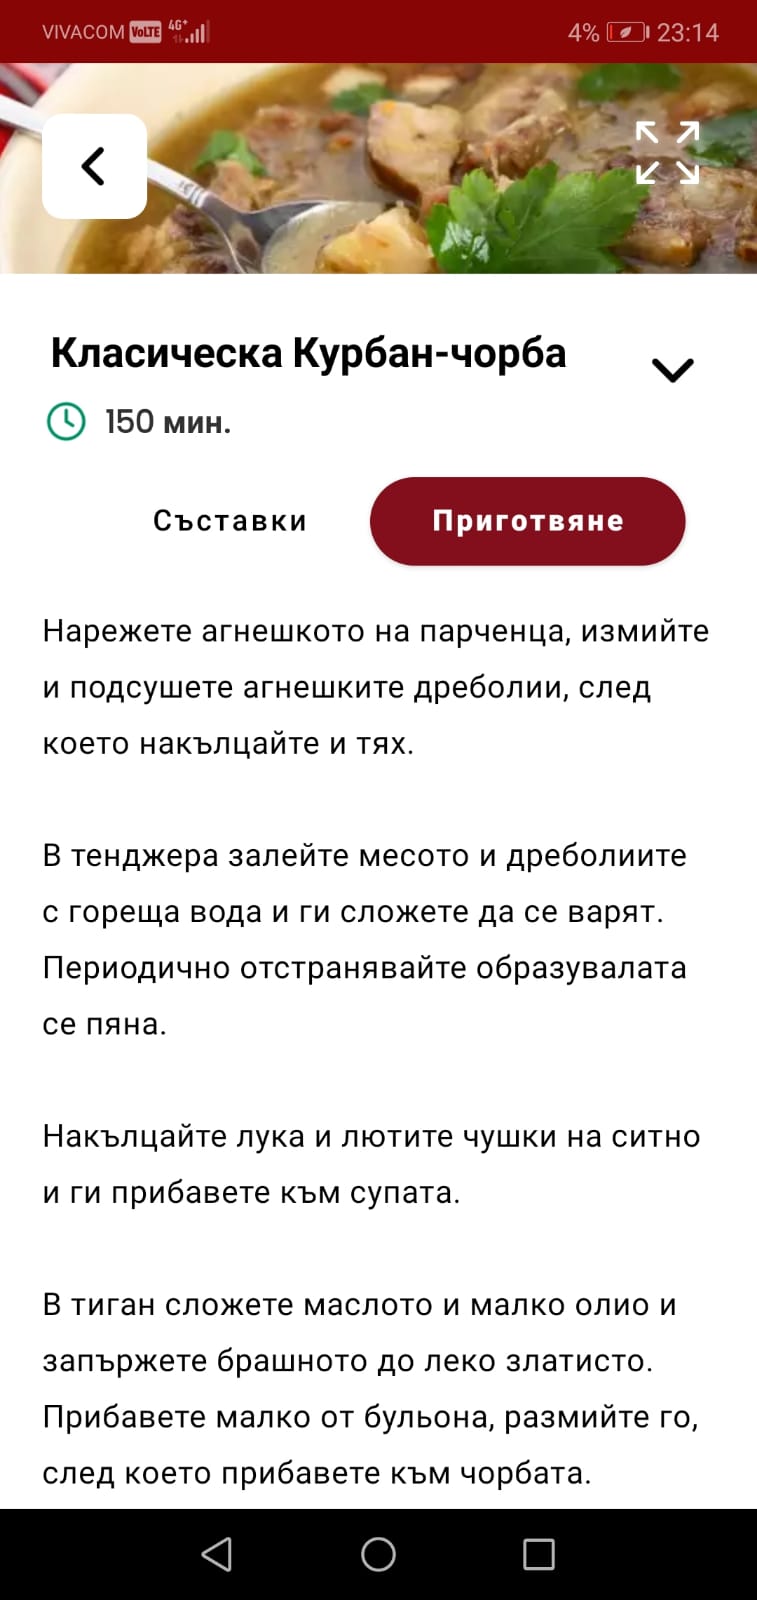 VIVACOM VoLTE 4G+ 4% 23:14
Класическа Курбан-чорба
150 мин.
Съставки Приготвяне
Нарежете агнешкото на парченца, измийте
и подсушете агнешките дреболии, след
което накълцайте и тях.
В тенджера залейте месото и дреболиите
с гореща вода и ги сложете да се варят.
Периодично отстранявайте образувалата
се пяна.
Накълцайте лука и лютите чушки на ситно
и ги прибавете към супата.
В тиган сложете маслото и малко олио и
запържете брашното до леко златисто.
Прибавете малко от бульона, размийте го,
след което прибавете към чорбата.